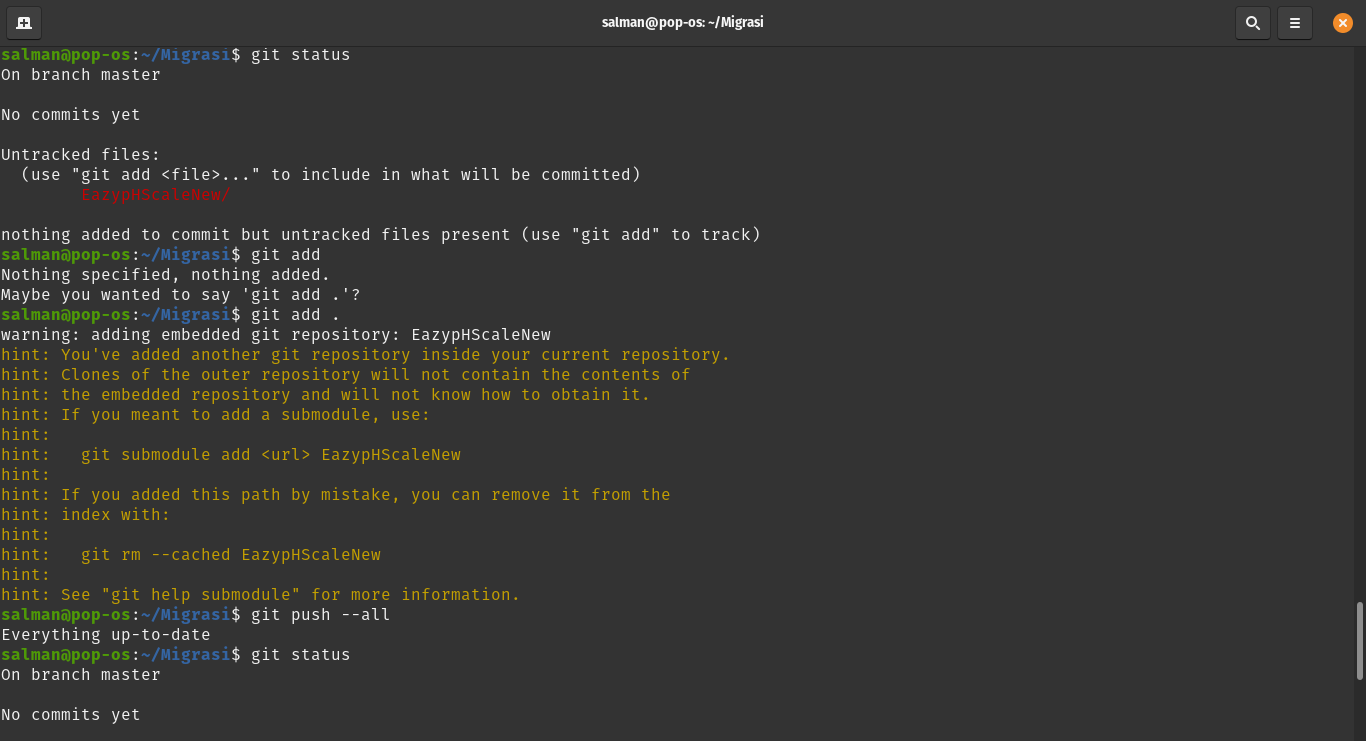 salman@pop-os: ~/Migrasi
salman@pop-os:~/Migrasi$ git status
On branch master
No commits yet
Untracked files:
  (use "git add <file>..." to include in what will be committed)
        EazypHScaleNew/
nothing added to commit but untracked files present (use "git add" to track)
salman@pop-os:~/Migrasi$ git add
Nothing specified, nothing added.
Maybe you wanted to say 'git add .'?
salman@pop-os:~/Migrasi$ git add .
warning: adding embedded git repository: EazypHScaleNew
hint: You've added another git repository inside your current repository.
hint: Clones of the outer repository will not contain the contents of
hint: the embedded repository and will not know how to obtain it.
hint: If you meant to add a submodule, use:
hint:
hint:   git submodule add <url> EazypHScaleNew
hint:
hint: If you added this path by mistake, you can remove it from the
hint: index with:
hint:
hint:   git rm --cached EazypHScaleNew
hint:
hint: See "git help submodule" for more information.
salman@pop-os:~/Migrasi$ git push --all
Everything up-to-date
salman@pop-os:~/Migrasi$ git status
On branch master
No commits yet